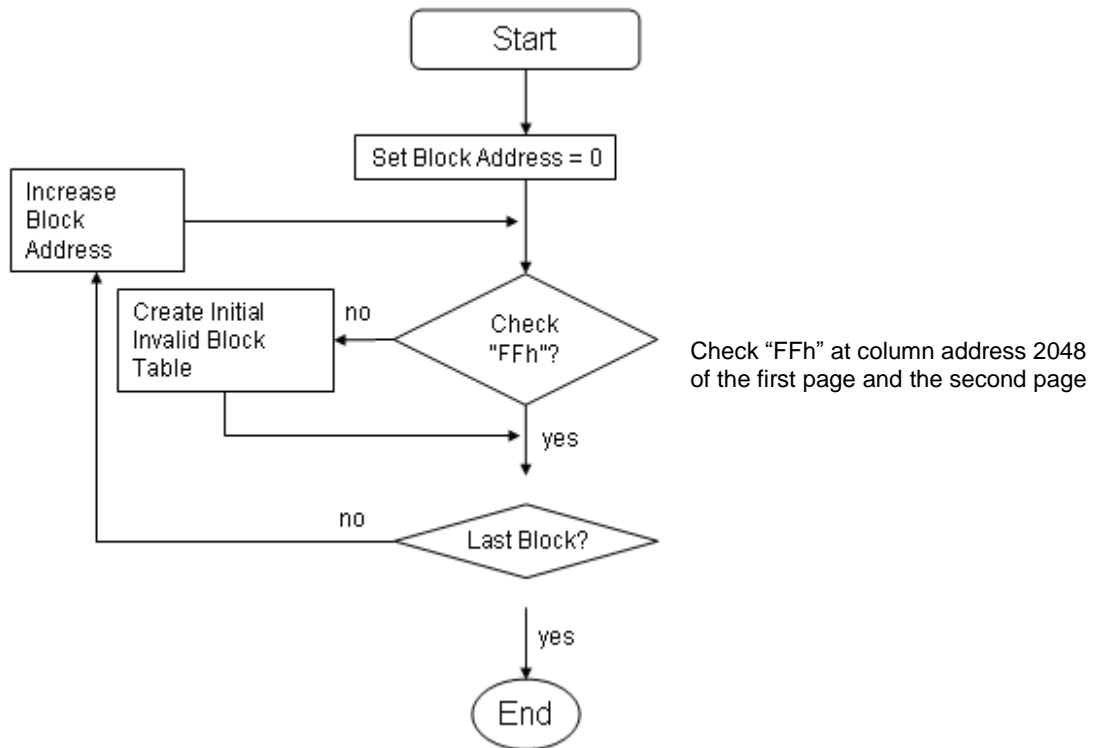 Start
Set Block Address = 0
Increase
Block
Address
Create Initial
Invalid Block
Table
no
Check
"FFh"?
Check “FFh” at column address 2048
of the first page and the second page
yes
no
Last Block?
yes
End